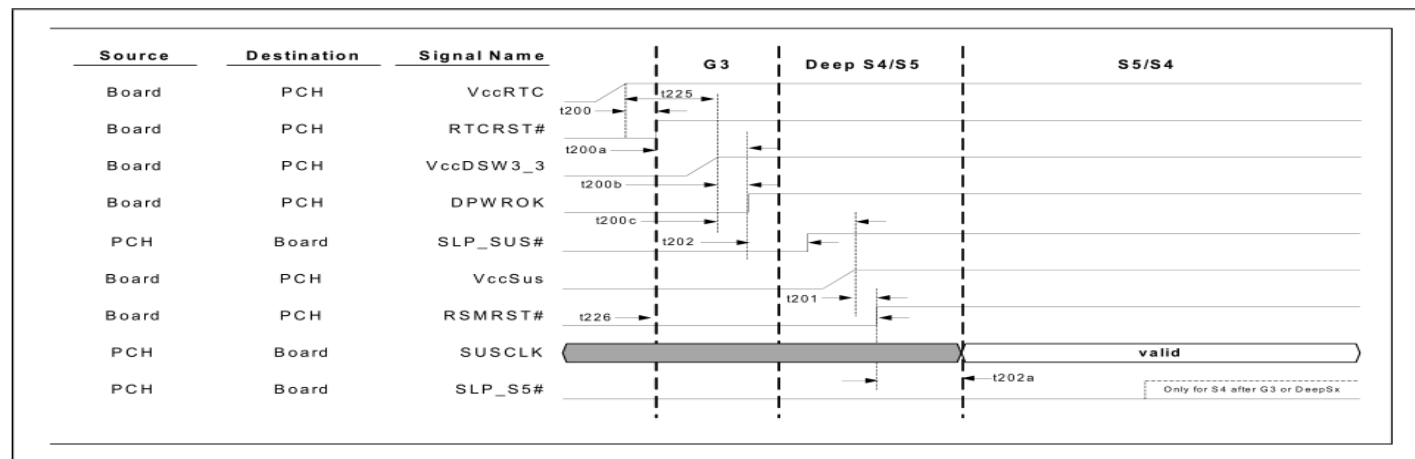 Source Destination Signal Name G3 Deep S4/S5 S5/S4
Board PCH VccRTC t225
t200
Board PCH RTCRST#
t200a
Board PCH VccDSW3_3
t200b
Board PCH DPWROK
t200c
PCH Board SLP_SUS# t202
Board PCH VccSus
t201
Board PCH RSMRST# t226
PCH Board SUSCLK valid
t202a
PCH Board SLP_S5# Only for S4 after G3 or DeepSx